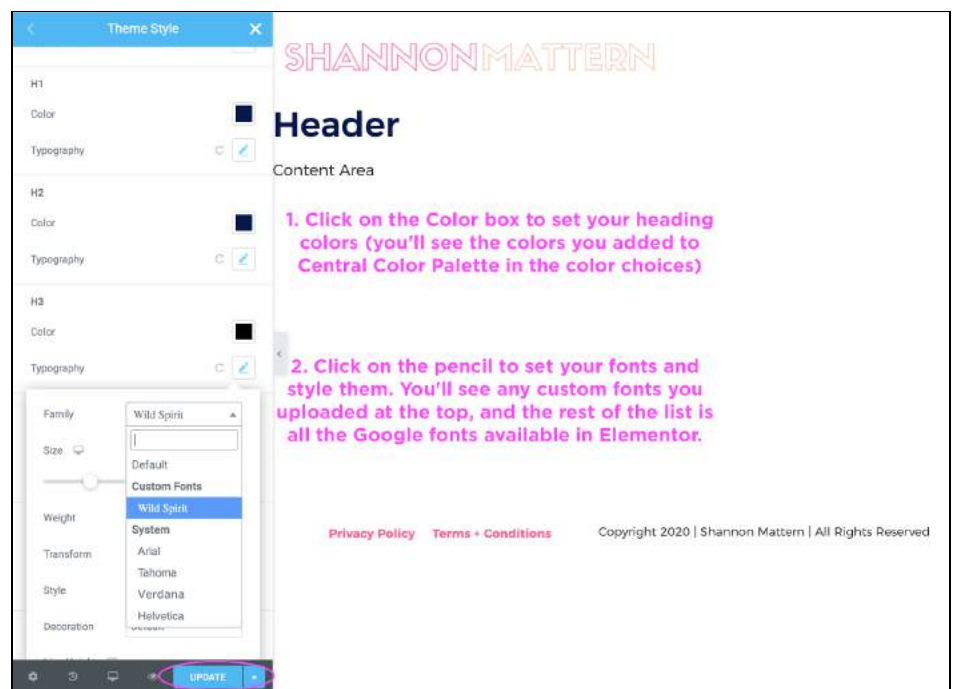 Theme Style
SHANNONMATTERN
H1
Color
Typography
Header
Content Area
H2
Color
Typography
1. Click on the Color box to set your heading
colors (you'll see the colors you added to
Central Color Palette in the color choices)
H3
Color
Typography
2. Click on the pencil to set your fonts and
style them. You'll see any custom fonts you
uploaded at the top, and the rest of the list is
all the Google fonts available in Elementor.
Family
Wild Spirit
Size
Default
Custom Fonts
Wild Spirit
Weight
System
Transform
Arial
Tahoma
Style
Verdana
Helvetica
Decoration
Privacy Policy
Terms + Conditions
Copyright 2020 | Shannon Mattern | All Rights Reserved
UPDATE